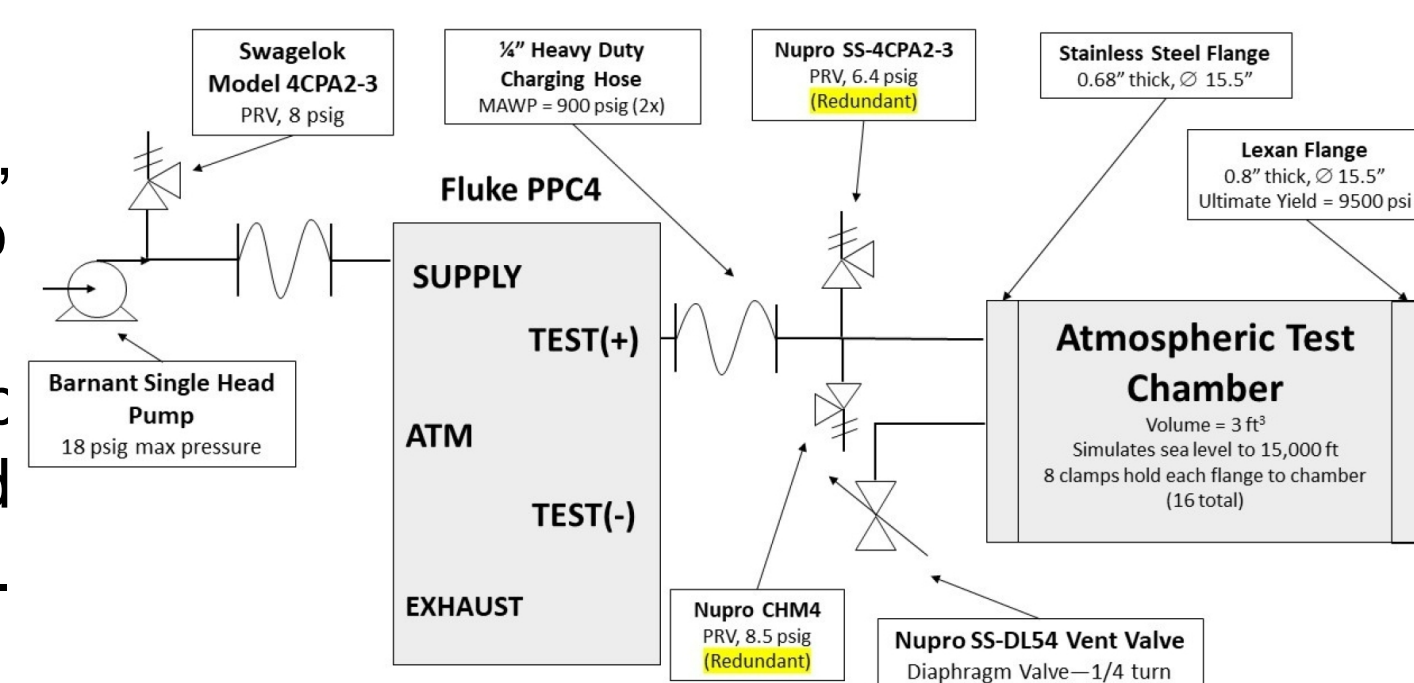 Swagelok
Model 4CPA2-3
PRV, 8 psig
¼” Heavy Duty
Charging Hose
MAWP = 900 psig (2x)
Nupro SS-4CPA2-3
PRV, 6.4 psig
(Redundant)
Stainless Steel Flange
0.68” thick, ∅ 15.5”
Lexan Flange
0.8” thick, ∅ 15.5”
Ultimate Yield = 9500 psi
Fluke PPC4
SUPPLY
TEST(+)
ATM
TEST(-)
EXHAUST
Barnant Single Head
Pump
18 psig max pressure
Atmospheric Test
Chamber
Volume = 3 ft³
Simulates sea level to 15,000 ft
8 clamps hold each flange to chamber
(16 total)
Nupro CHM4
PRV, 8.5 psig
(Redundant)
Nupro SS-DL54 Vent Valve
Diaphragm Valve—1/4 turn